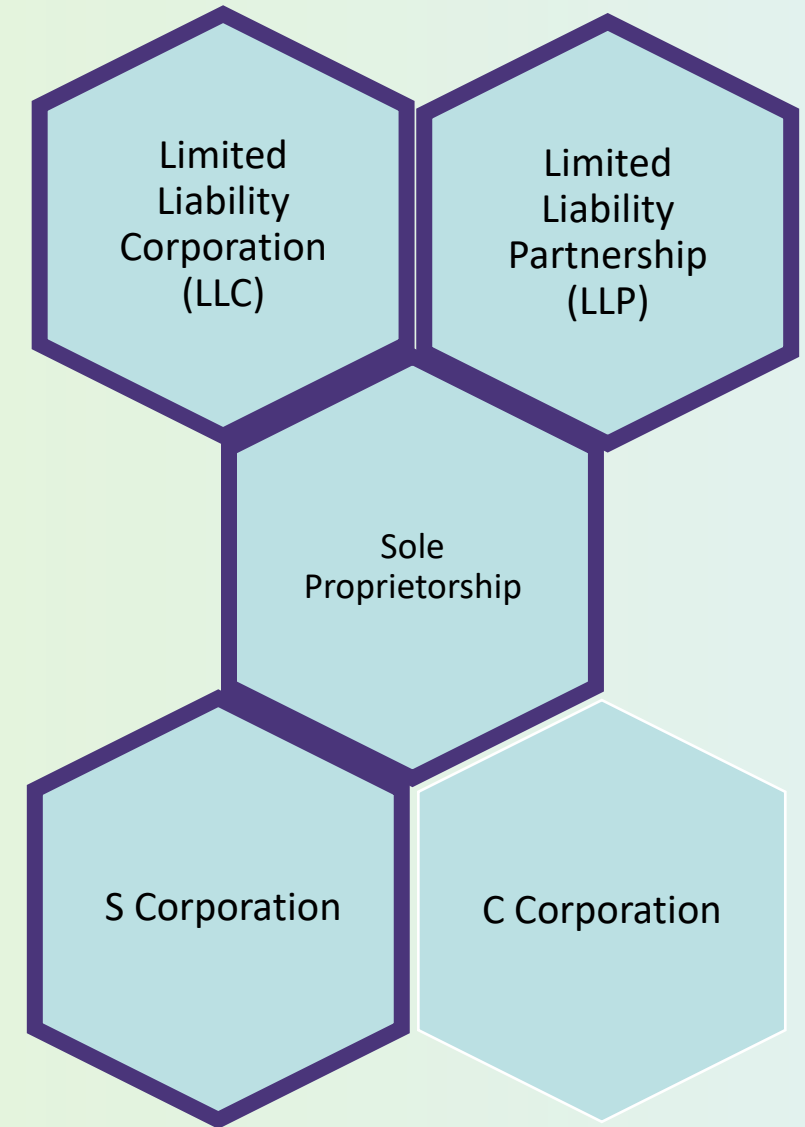 Limited
Liability
Corporation
(LLC)
Limited
Liability
Partnership
(LLP)
Sole
Proprietorship
S Corporation
C Corporation